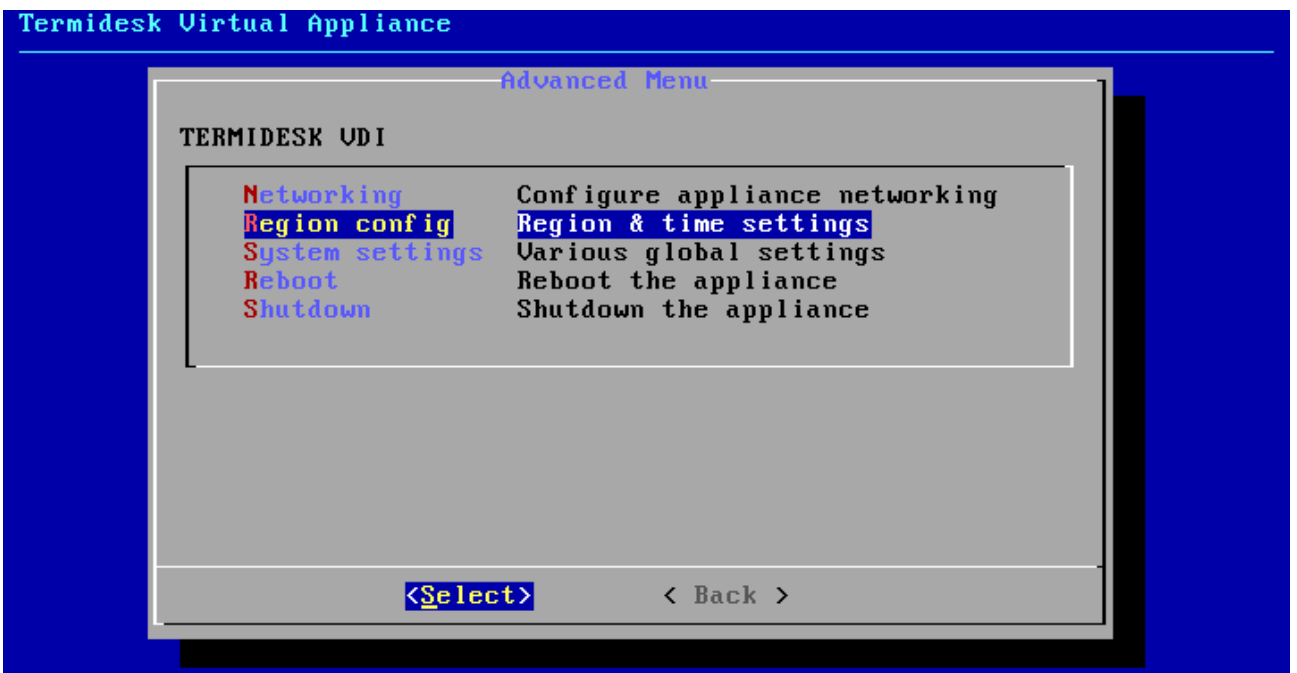 Termidesk Virtual Appliance
Advanced Menu
TERMIDESK VDI
Networking Configure appliance networking
Region config Region & time settings
System settings Various global settings
Reboot Reboot the appliance
Shutdown Shutdown the appliance
<Select> < Back >